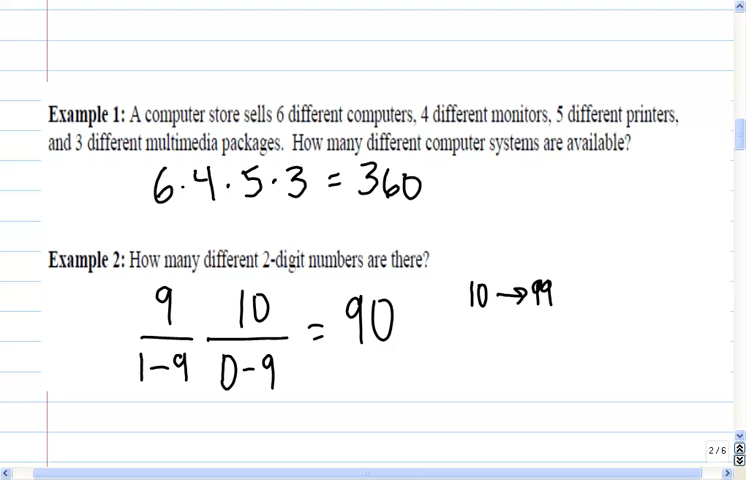 Example 1: A computer store sells 6 different computers, 4 different monitors, 5 different printers,
and 3 different multimedia packages. How many different computer systems are available?
6 · 4 · 5 · 3 = 360
Example 2: How many different 2-digit numbers are there?
9 10 = 90 10 → 99
1-9 0-9
2 / 6